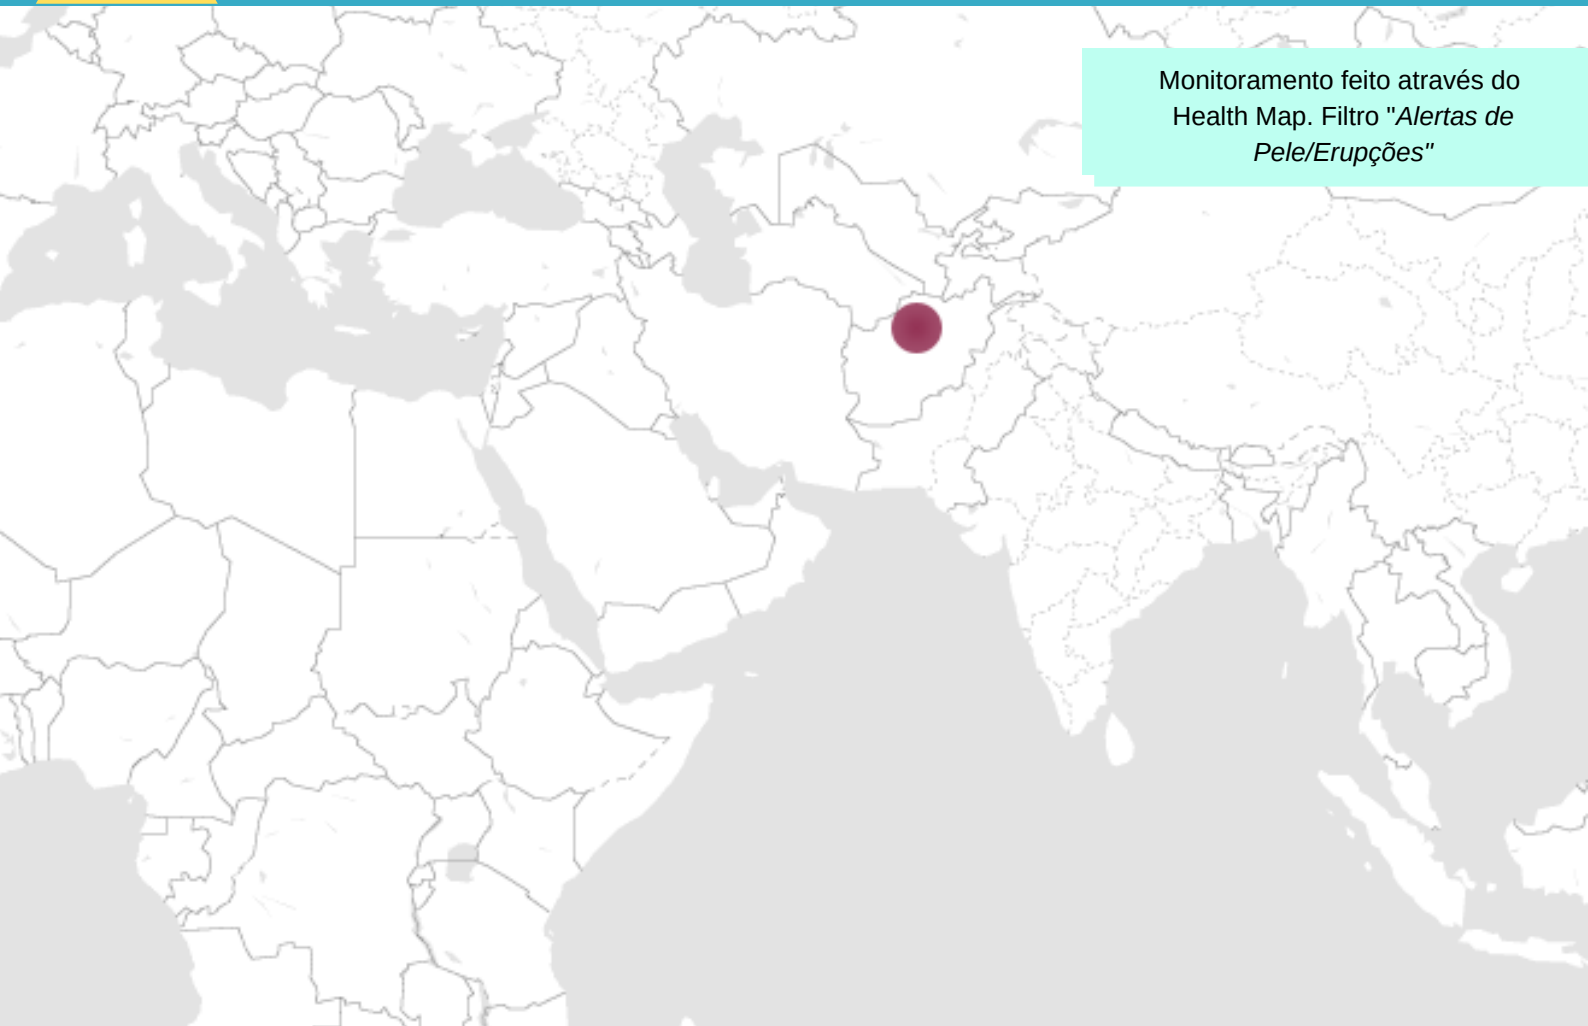 Monitoramento feito através do
Health Map. Filtro "Alertas de
Pele/Erupções"